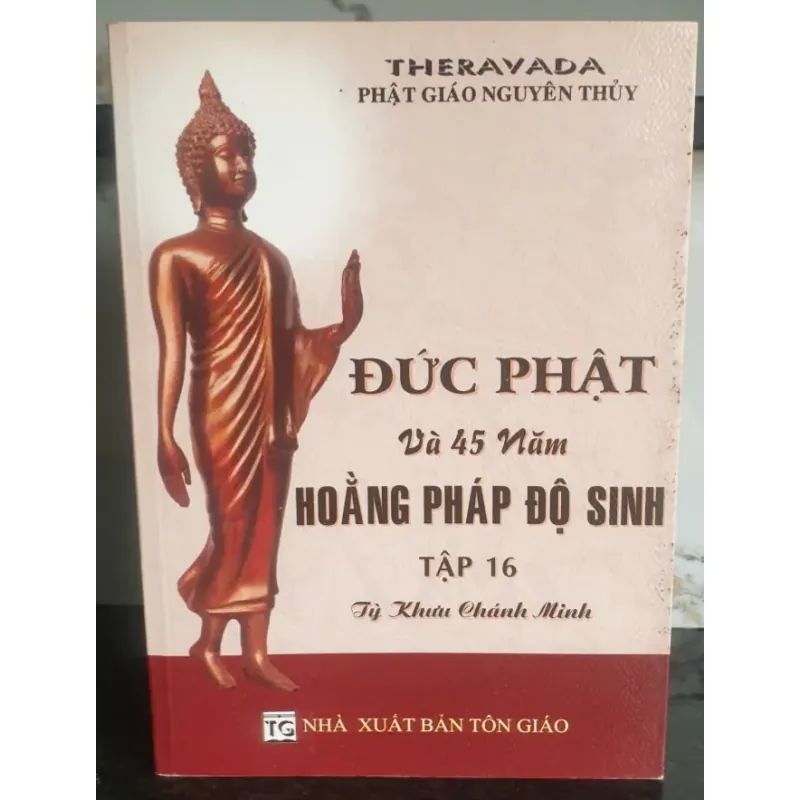 THERAVADA
PHẬT GIÁO NGUYÊN THỦY
ĐỨC PHẬT
Và 45 Năm
HOẰNG PHÁP ĐỘ SINH
TẬP 16
Tỳ Khưu Chánh Minh
TG NHÀ XUẤT BẢN TÔN GIÁO